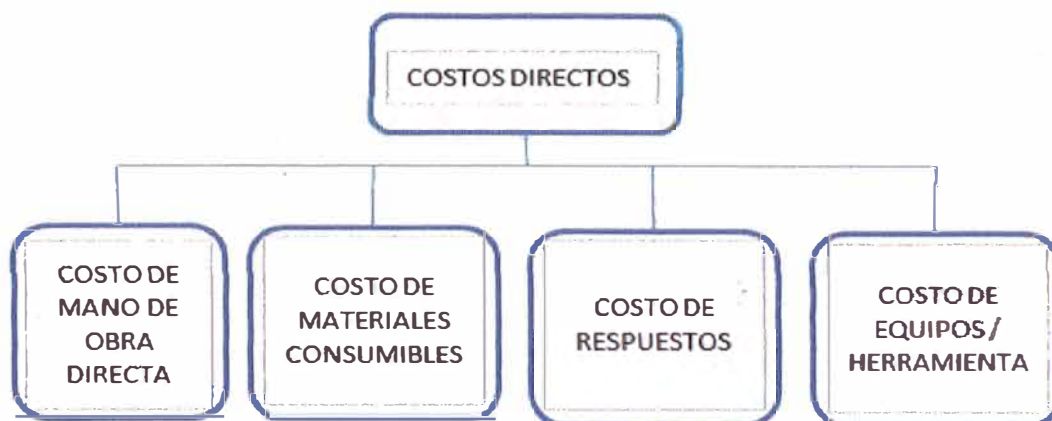 COSTOS DIRECTOS
COSTO DE
MANO DE
OBRA
DIRECTA
COSTO DE
MATERIALES
CONSUMIBLES
COSTO DE
RESPUESTOS
COSTO DE
EQUIPOS/
HERRAMIENTA